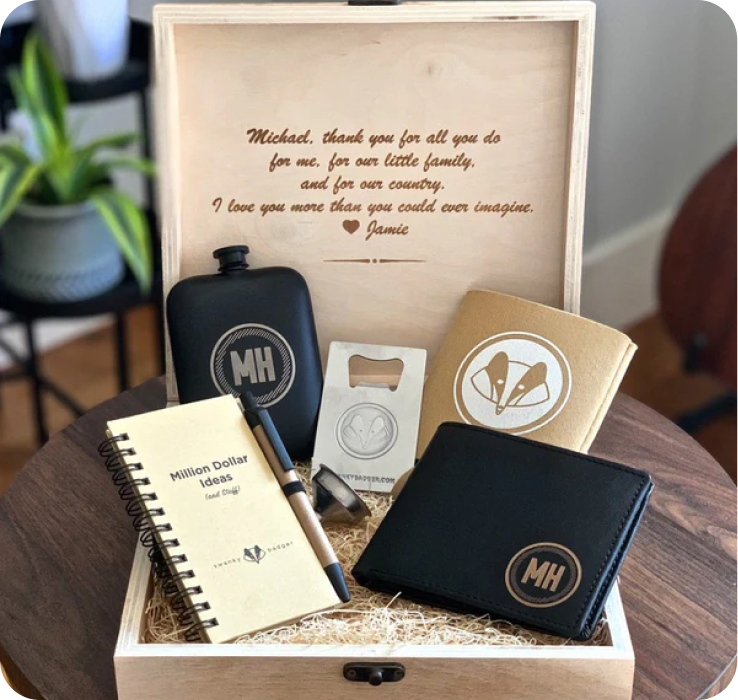 Michael, thank you for all you do
for me, for our little family,
and for our country.
I love you more than you could ever imagine.
Jamie
MH
Million Dollar
Ideas
(and Stuff)
swanky badger
MH